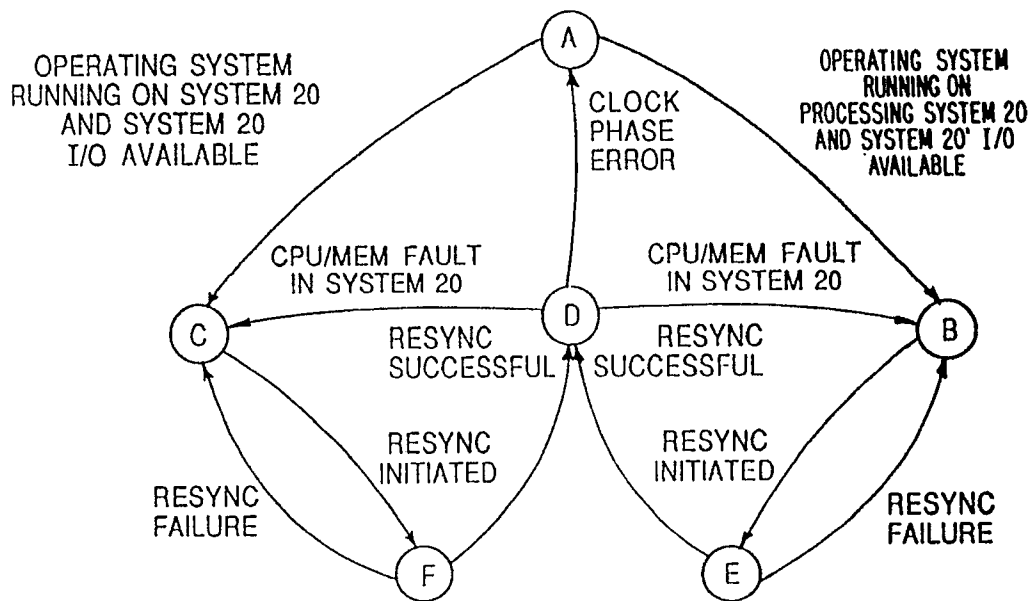 A
OPERATING SYSTEM
RUNNING ON SYSTEM 20
AND SYSTEM 20
I/O AVAILABLE
CLOCK
PHASE
ERROR
OPERATING SYSTEM
RUNNING ON
PROCESSING SYSTEM 20
AND SYSTEM 20' I/O
AVAILABLE
CPU/MEM FAULT
IN SYSTEM 20
CPU/MEM FAULT
IN SYSTEM 20
C
D
B
RESYNC
SUCCESSFUL
RESYNC
SUCCESSFUL
RESYNC
INITIATED
RESYNC
INITIATED
RESYNC
FAILURE
RESYNC
FAILURE
F
E